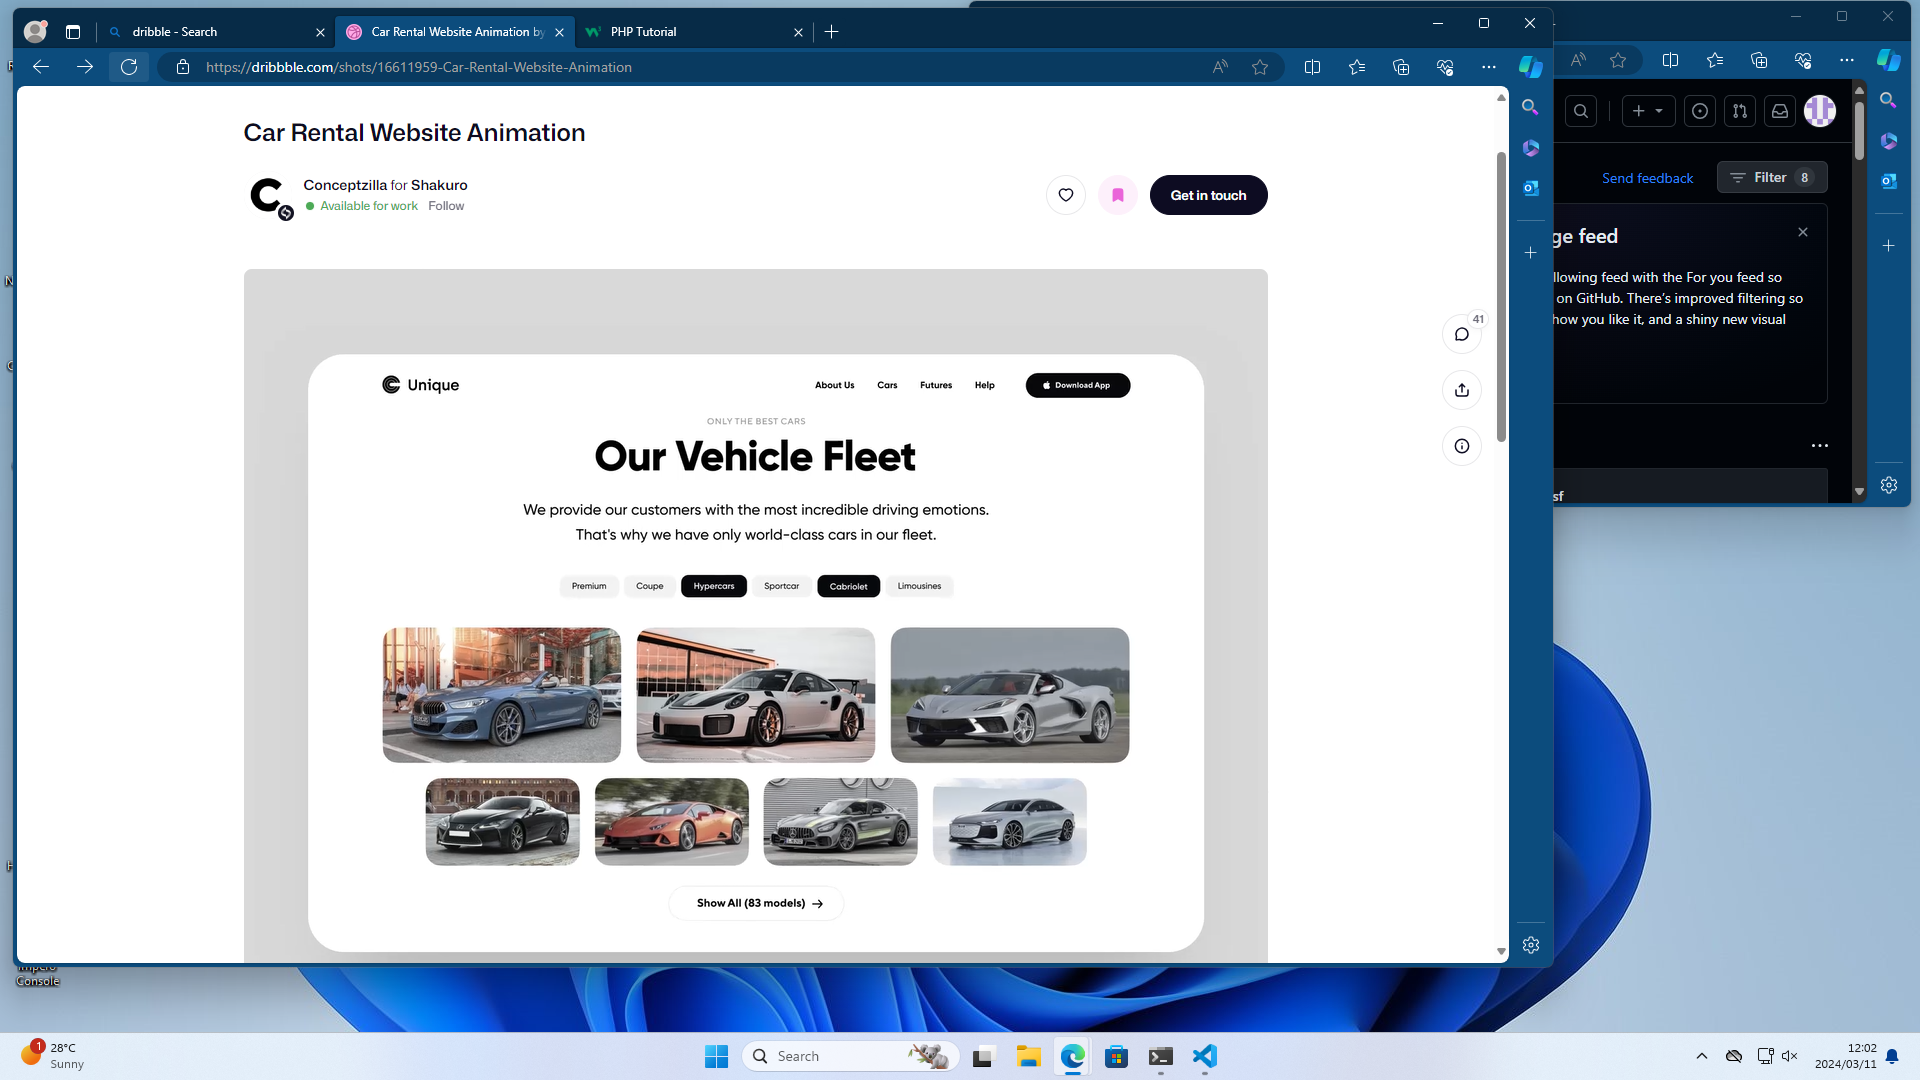 dribble - Search
Car Rental Website Animation by
PHP Tutorial
https://dribbble.com/shots/16611959-Car-Rental-Website-Animation
Car Rental Website Animation
Conceptzilla for Shakuro
Available for work Follow
Get in touch
41
Unique
About Us
Cars
Futures
Help
Download App
ONLY THE BEST CARS
Our Vehicle Fleet
We provide our customers with the most incredible driving emotions.
That's why we have only world-class cars in our fleet.
Premium
Coupe
Hypercars
Sportcar
Cabriolet
Limousines
Show All (83 models)
Send feedback
Filter 8
ge feed
llowing feed with the For you feed so
on GitHub. There's improved filtering so
how you like it, and a shiny new visual
sf
Impero
Console
1
28°C
Sunny
Search
12:02
2024/03/11